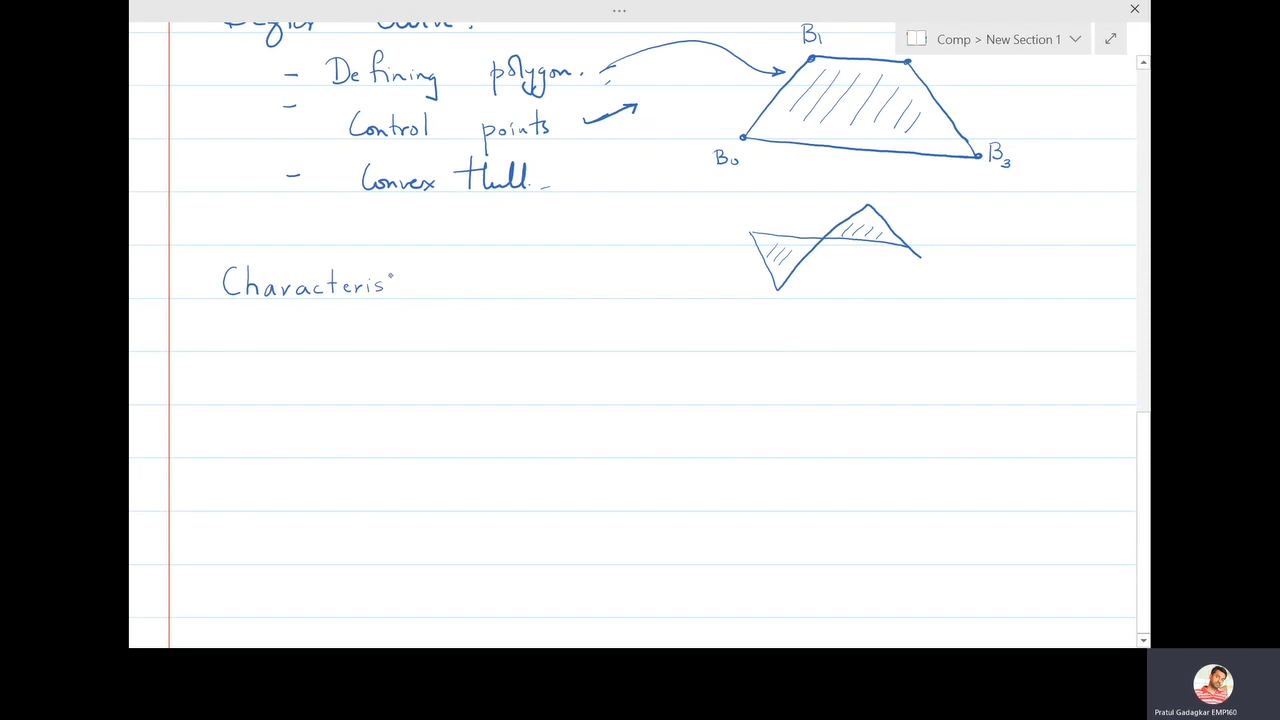 ...
B1
Comp > New Section 1
- Defining polygon.
- Control points
B0
B3
- Convex Hull.
Characteris
Pratul Gadagkar EMP160